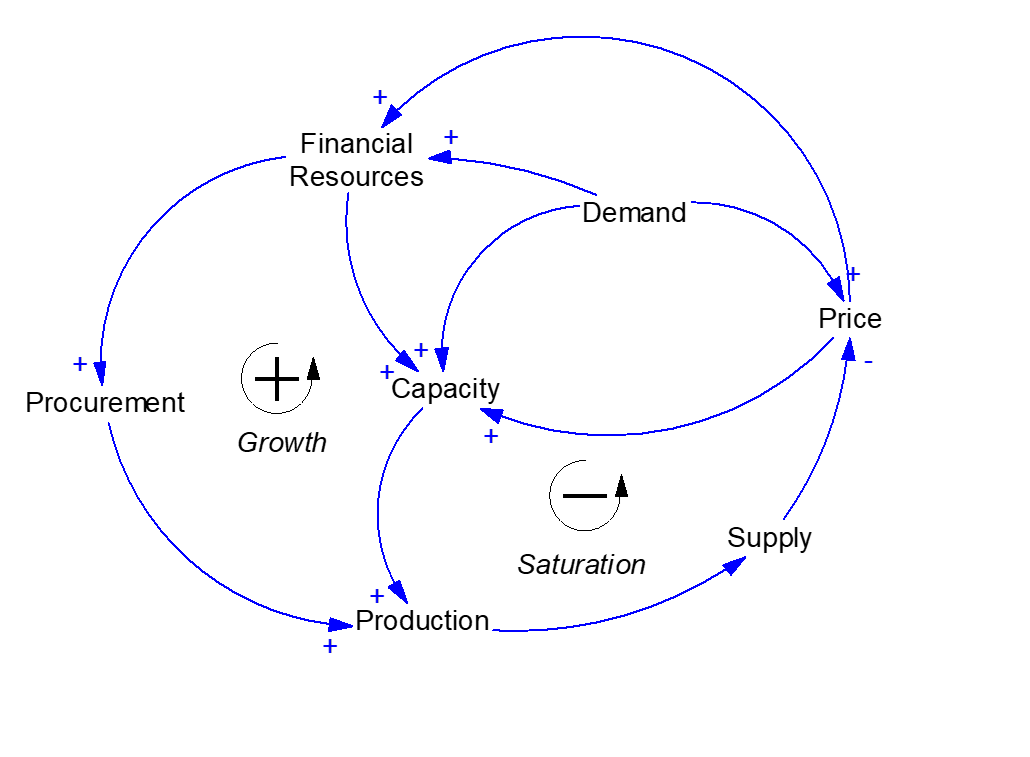 +
Financial
Resources
+
Demand
+
Price
-
+
Procurement
+
+
Capacity
+
Growth
Saturation
Supply
+
Production
+